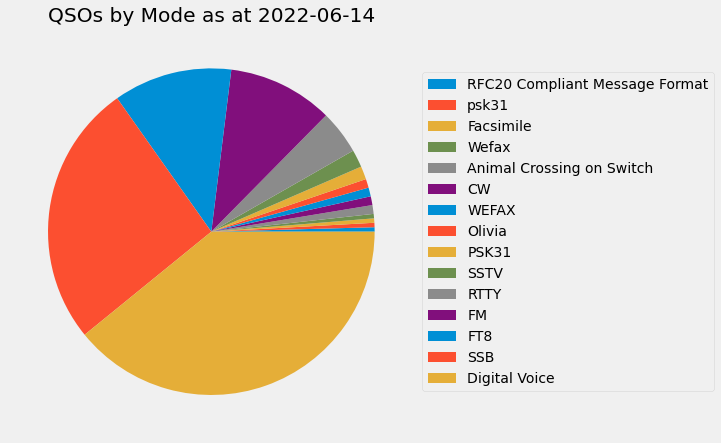 QSOs by Mode as at 2022-06-14
RFC20 Compliant Message Format
psk31
Facsimile
Wefax
Animal Crossing on Switch
CW
WEFAX
Olivia
PSK31
SSTV
RTTY
FM
FT8
SSB
Digital Voice